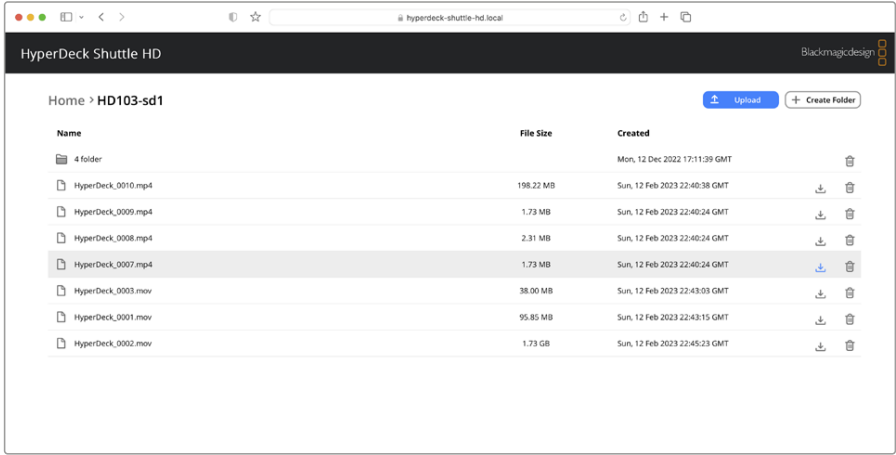 hyperdeck-shuttle-hd.local
HyperDeck Shuttle HD
Blackmagicdesign
Home > HD103-sd1
Upload
+ Create Folder
Name File Size Created
4 folder Mon, 12 Dec 2022 17:11:39 GMT
HyperDeck_0010.mp4 198.22 MB Sun, 12 Feb 2023 22:40:38 GMT
HyperDeck_0009.mp4 1.73 MB Sun, 12 Feb 2023 22:40:24 GMT
HyperDeck_0008.mp4 2.31 MB Sun, 12 Feb 2023 22:40:24 GMT
HyperDeck_0007.mp4 1.73 MB Sun, 12 Feb 2023 22:40:24 GMT
HyperDeck_0003.mov 38.00 MB Sun, 12 Feb 2023 22:43:03 GMT
HyperDeck_0001.mov 95.85 MB Sun, 12 Feb 2023 22:43:15 GMT
HyperDeck_0002.mov 1.73 GB Sun, 12 Feb 2023 22:45:23 GMT